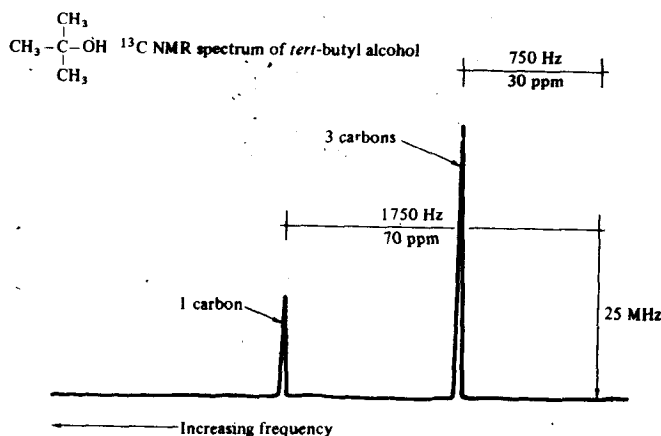 CH₃
CH₃-C-OH ¹³C NMR spectrum of tert-butyl alcohol
CH₃
750 Hz
30 ppm
3 carbons
1750 Hz
70 ppm
1 carbon
25 MHz
Increasing frequency